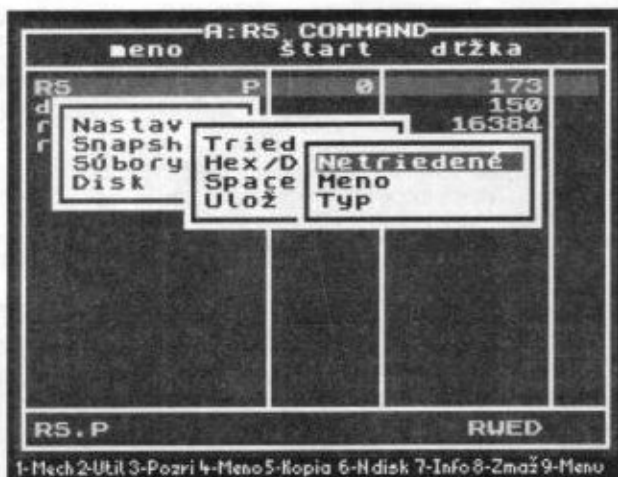 A:RS COMMAND
meno štart dĺžka
RS P 0 173
d 150
r 16384
r
Nastav
Snapsh
Súbory
Disk
Tried
Hex/D
Space
Ulož
Netriedené
Meno
Typ
RS.P RWED
1-Mech 2-Util 3-Pozri 4-Meno 5-Kopia 6-Ndisk 7-Info 8-Zmaž 9-Menu